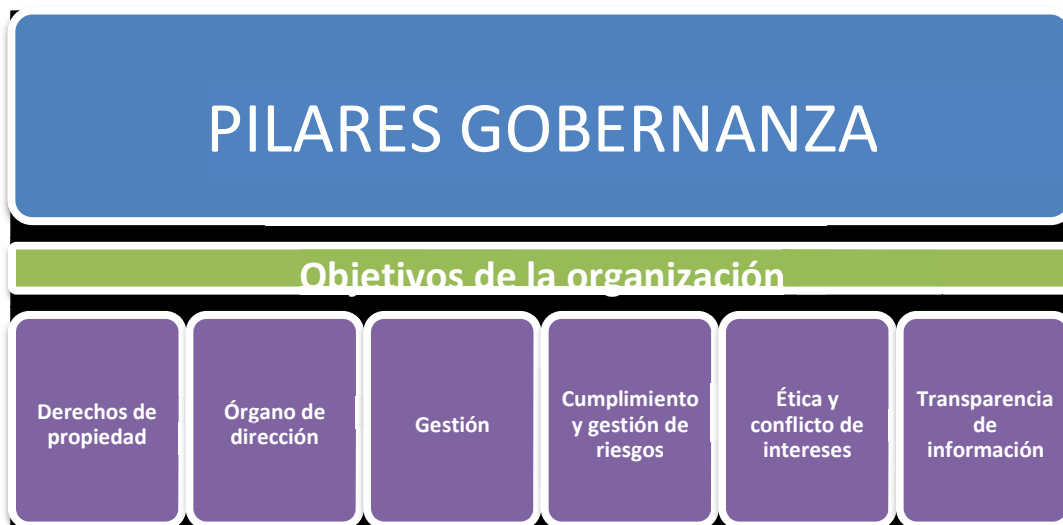 PILARES GOBERNANZA
Objetivos de la organización
Derechos de
propiedad
Órgano de
dirección
Gestión
Cumplimiento
y gestión de
riesgos
Ética y
conflicto de
intereses
Transparencia
de
información